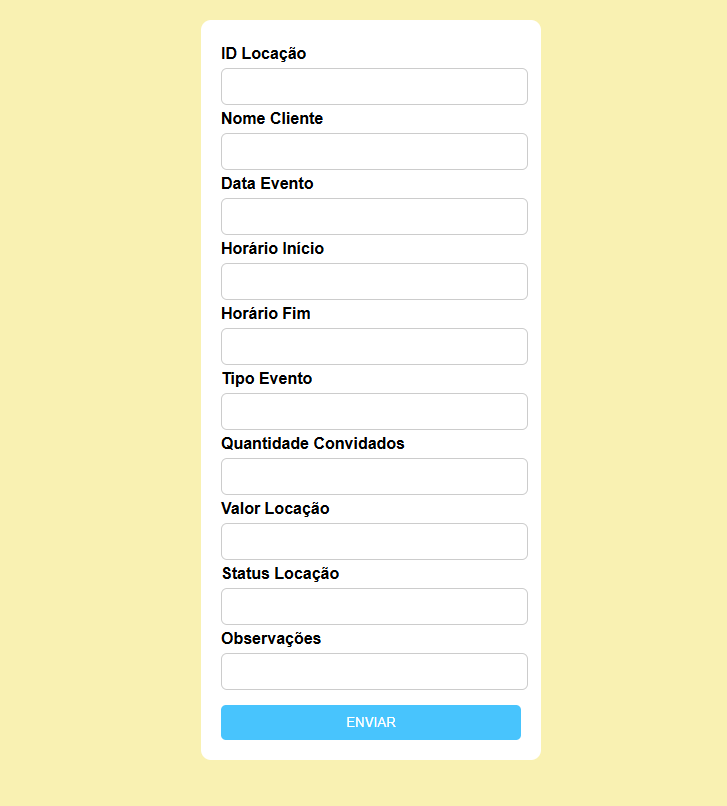 ID Locação
Nome Cliente
Data Evento
Horário Início
Horário Fim
Tipo Evento
Quantidade Convidados
Valor Locação
Status Locação
Observações
ENVIAR